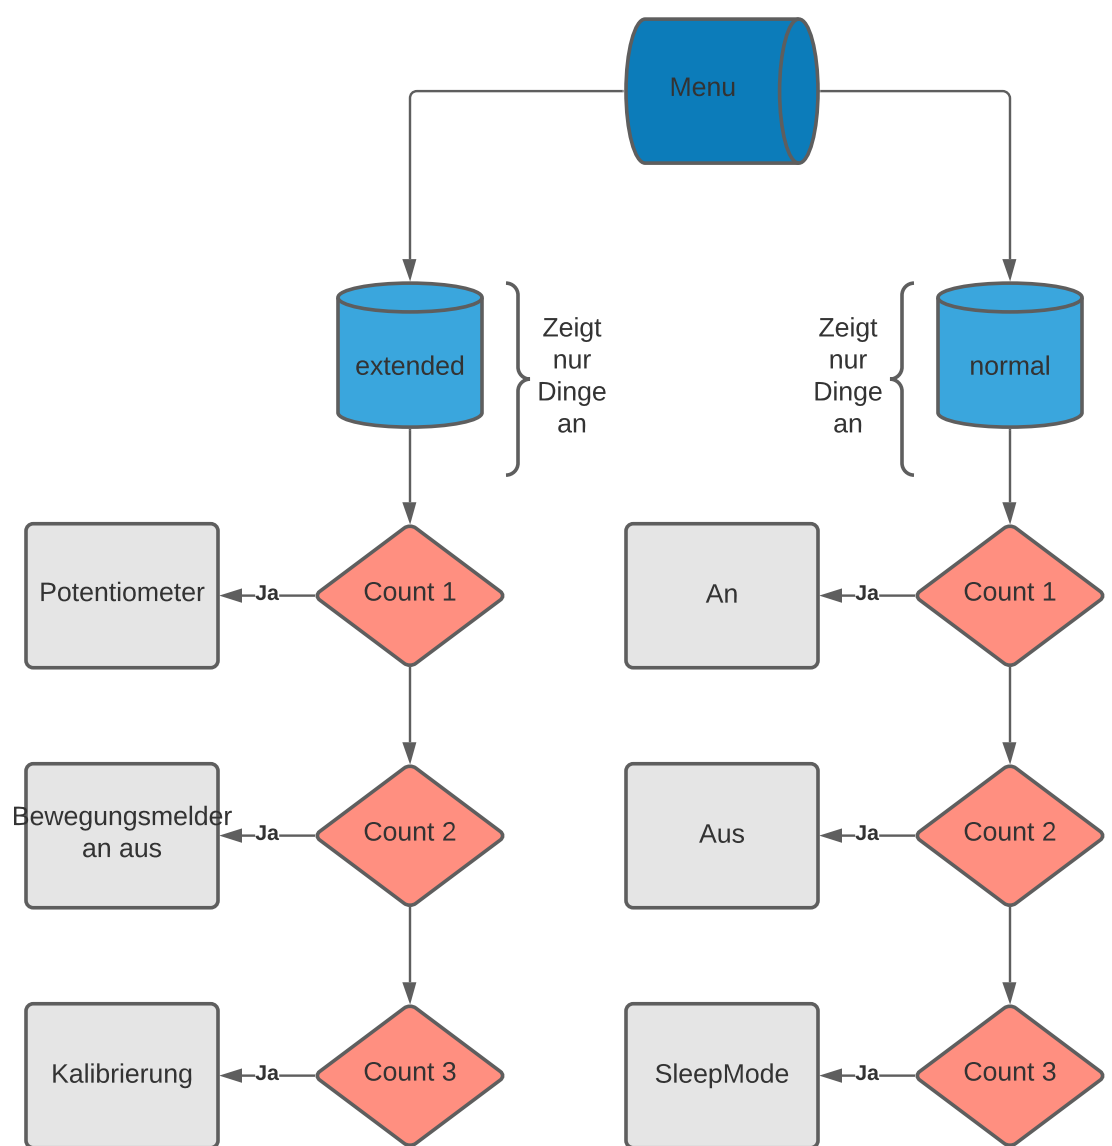 Menu
extended
Zeigt
nur
Dinge
an
Zeigt
nur
Dinge
an
normal
Potentiometer
Ja
Count 1
An
Ja
Count 1
Bewegungsmelder
an aus
Ja
Count 2
Aus
Ja
Count 2
Kalibrierung
Ja
Count 3
SleepMode
Ja
Count 3